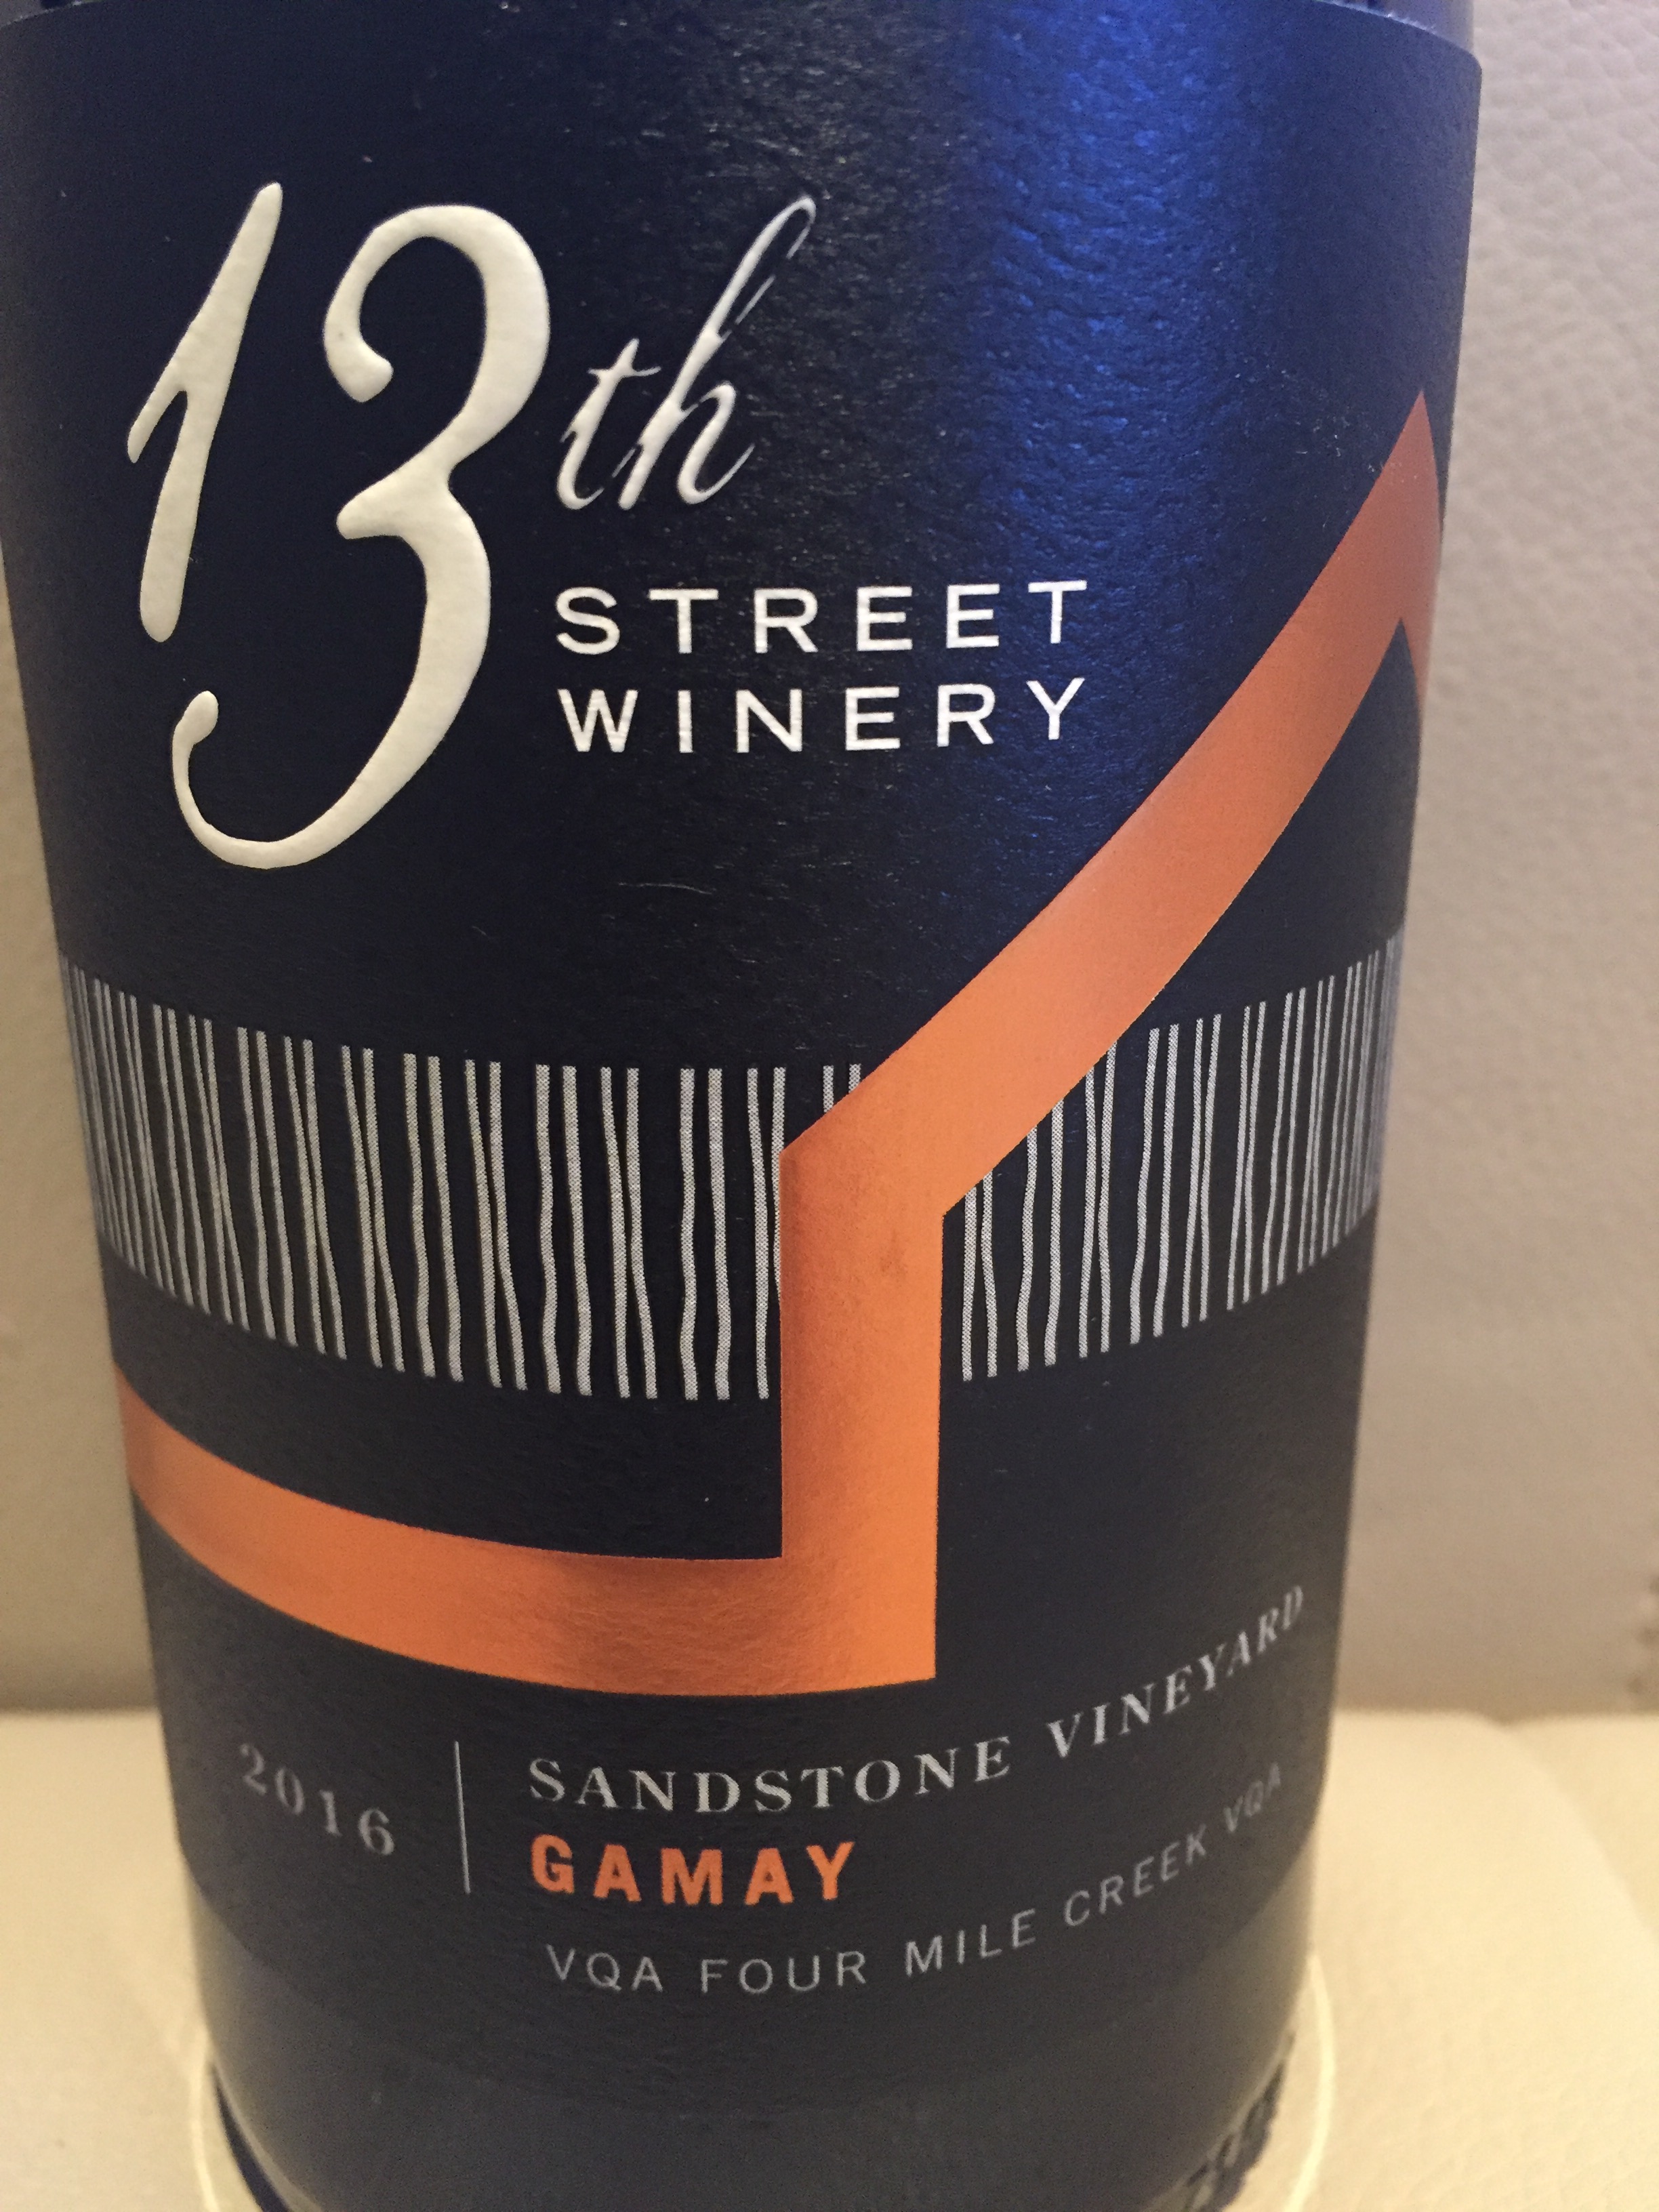 13th
STREET
WINERY
2016
SANDSTONE VINEYARD
GAMAY
VQA FOUR MILE CREEK VQA